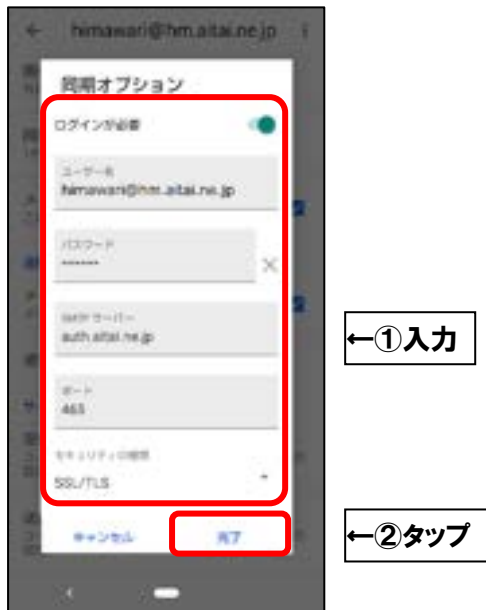 himawari@hm.aitai.ne.jp
同期オプション
ログインが必要
ユーザー名
himawari@hm.aitai.ne.jp
パスワード
SMTP サーバー
auth.aitai.ne.jp
←①入力
ポート
465
セキュリティの種類
SSL/TLS
キャンセル
完了
←②タップ